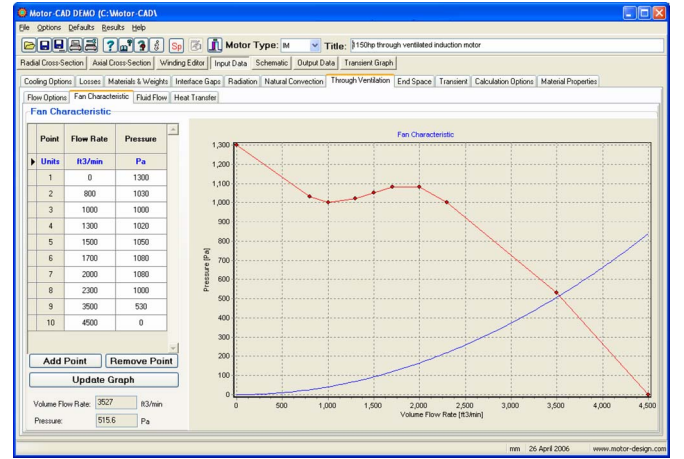 Motor-CAD DEMO (C:\Motor-CAD\
File Options Defaults Results Help
Sp Motor Type: IM Title: 150hp through ventilated induction motor
Radial Cross-Section Axial Cross-Section Winding Editor Input Data Schematic Output Data Transient Graph
Cooling Options Losses Materials & Weights Interface Gaps Radiation Natural Convection Through Ventilation End Space Transient Calculation Options Material Properties
Flow Options Fan Characteristic Fluid Flow Heat Transfer
Fan Characteristic
Point Flow Rate Pressure
Units ft3/min Pa
1 0 1300
2 800 1030
3 1000 1000
4 1300 1020
5 1500 1050
6 1700 1080
7 2000 1080
8 2300 1000
9 3500 530
10 4500 0
Add Point Remove Point
Update Graph
Volume Flow Rate: 3527 ft3/min
Pressure: 515.6 Pa
Fan Characteristic
1,300
1,200
1,100
1,000
900
800
700
600
500
400
300
200
100
0
Pressure [Pa]
0 500 1,000 1,500 2,000 2,500 3,000 3,500 4,000 4,500
Volume Flow Rate [ft3/min]
mm 26 April 2006 www.motor-design.com